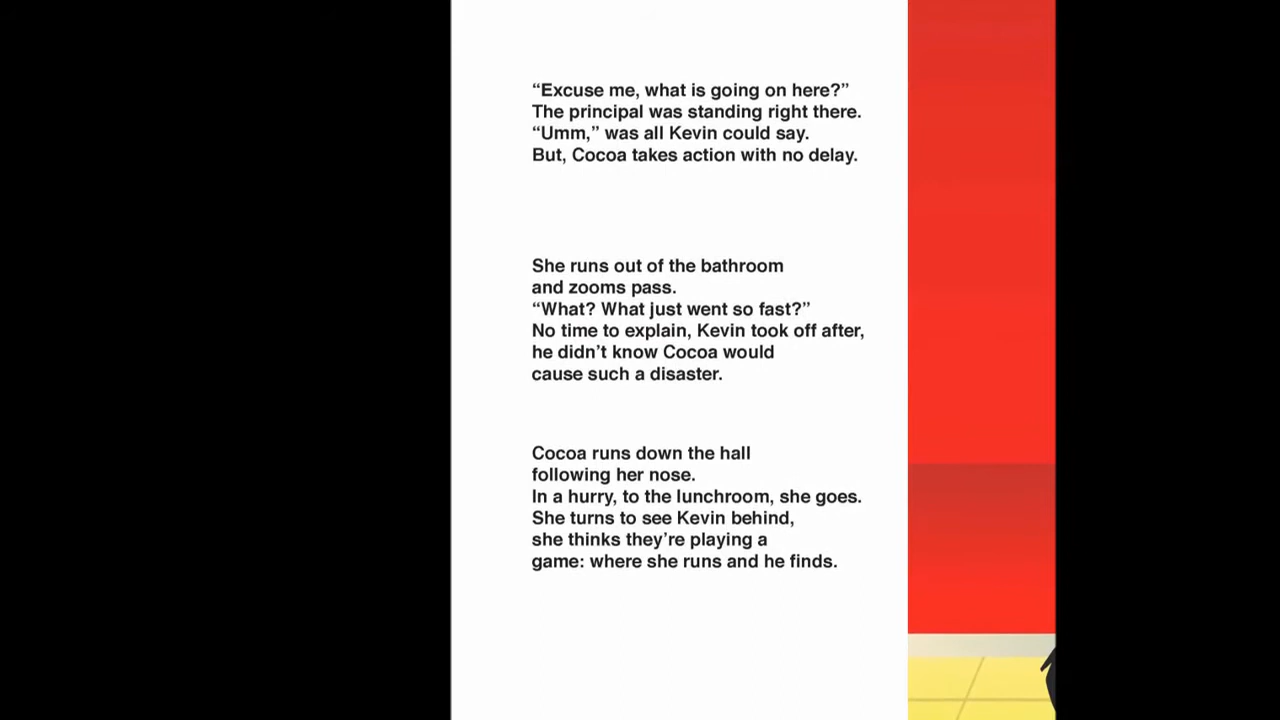 “Excuse me, what is going on here?”
The principal was standing right there.
“Umm,” was all Kevin could say.
But, Cocoa takes action with no delay.
She runs out of the bathroom
and zooms pass.
“What? What just went so fast?”
No time to explain, Kevin took off after,
he didn’t know Cocoa would
cause such a disaster.
Cocoa runs down the hall
following her nose.
In a hurry, to the lunchroom, she goes.
She turns to see Kevin behind,
she thinks they’re playing a
game: where she runs and he finds.